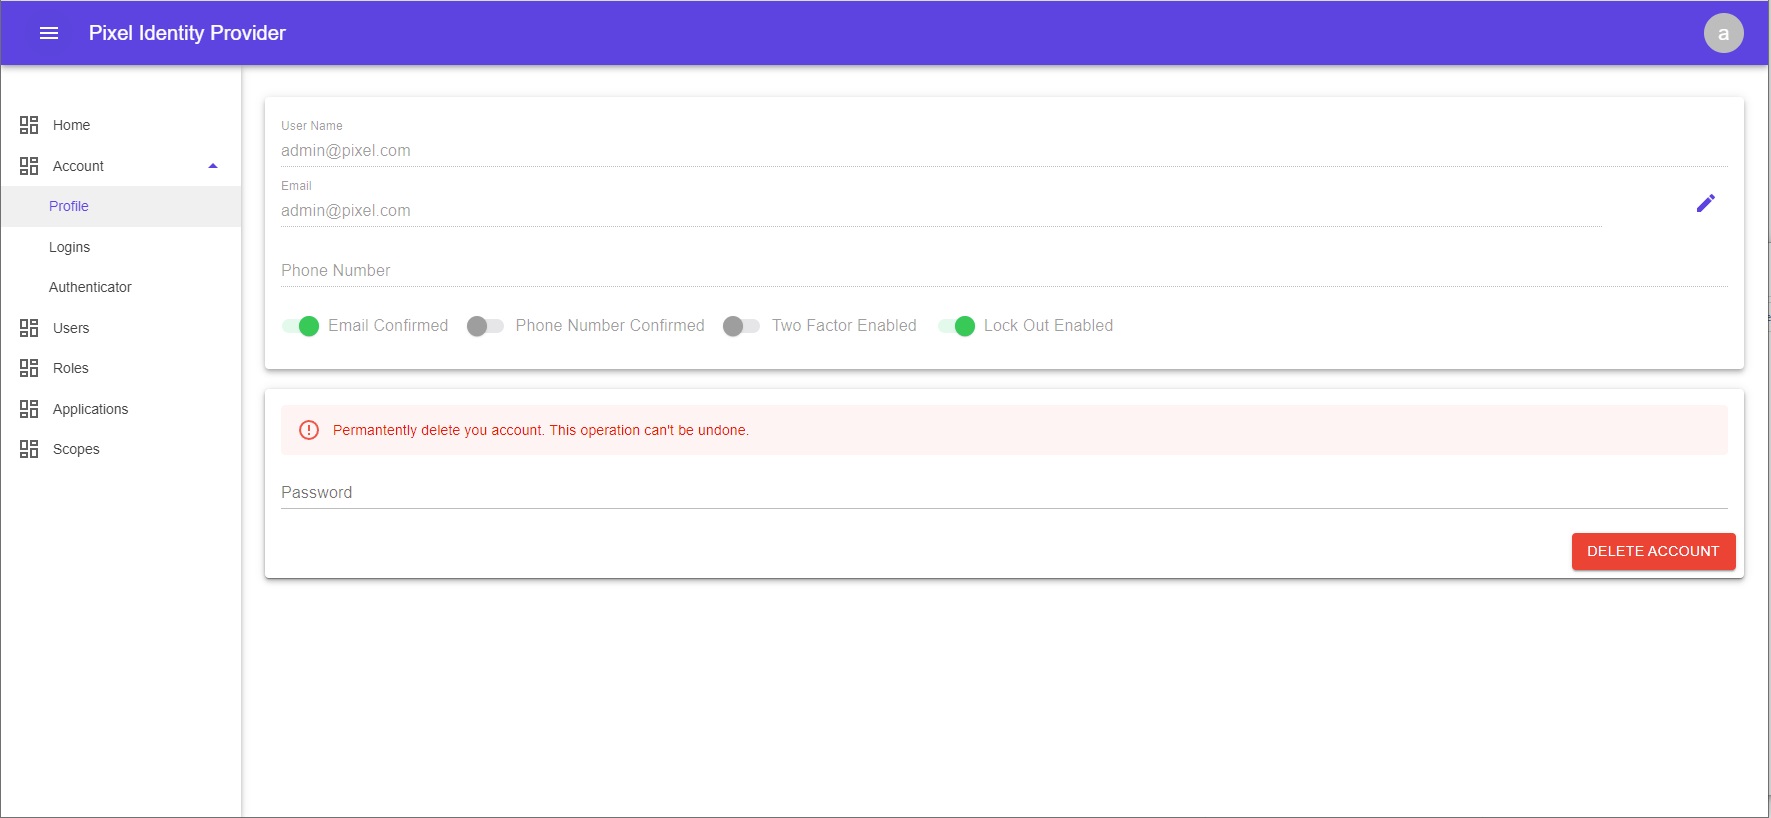 Pixel Identity Provider
a
Home
Account
Profile
Logins
Authenticator
Users
Roles
Applications
Scopes
User Name
admin@pixel.com
Email
admin@pixel.com
Phone Number
Email Confirmed Phone Number Confirmed Two Factor Enabled Lock Out Enabled
Permantently delete you account. This operation can't be undone.
Password
DELETE ACCOUNT